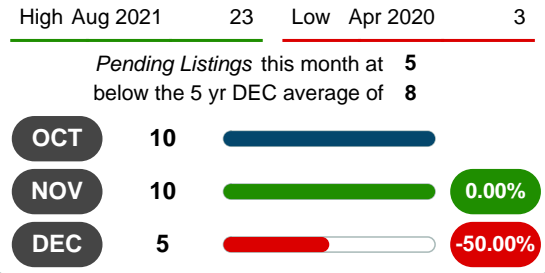 High Aug 2021 23 Low Apr 2020 3
Pending Listings this month at 5
below the 5 yr DEC average of 8
OCT 10
NOV 10 0.00%
DEC 5 -50.00%